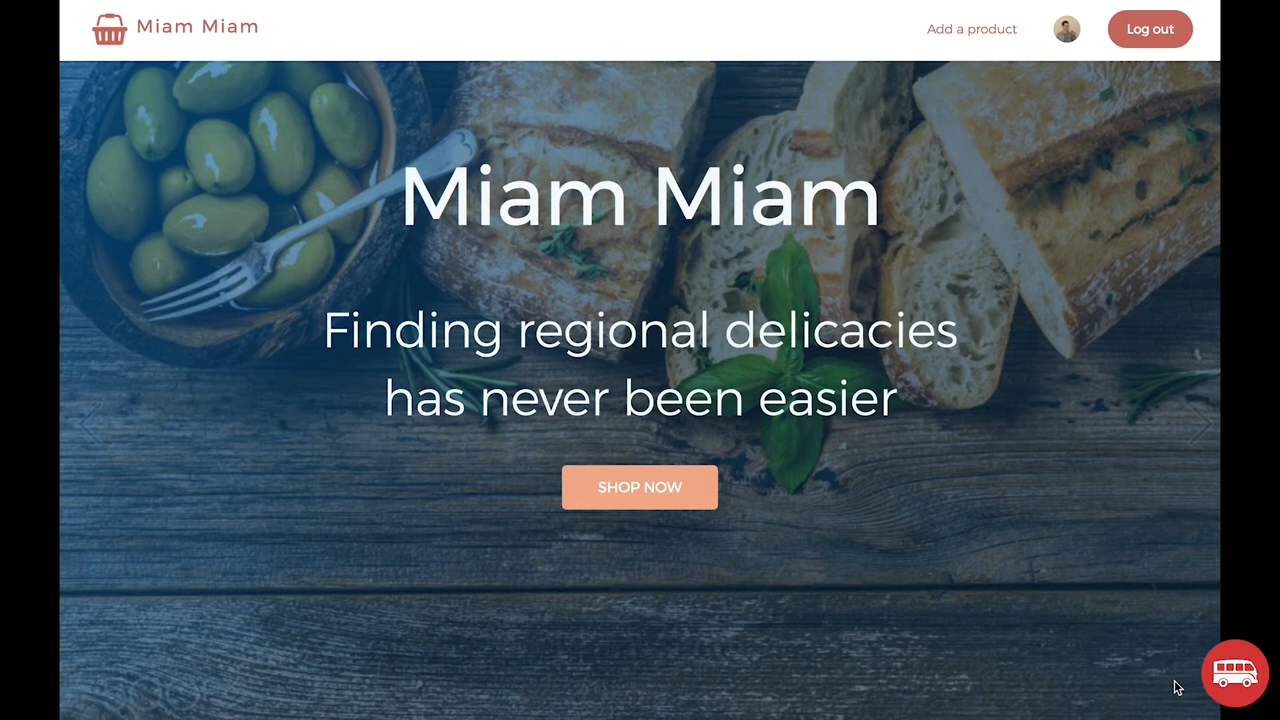 Miam Miam
Add a product
Log out
Miam Miam
Finding regional delicacies
has never been easier
SHOP NOW